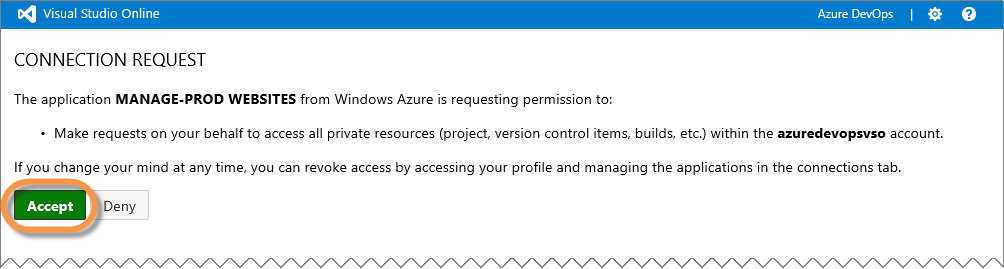 Visual Studio Online Azure DevOps |
CONNECTION REQUEST
The application MANAGE-PROD WEBSITES from Windows Azure is requesting permission to:
• Make requests on your behalf to access all private resources (project, version control items, builds, etc.) within the azuredevopsvso account.
If you change your mind at any time, you can revoke access by accessing your profile and managing the applications in the connections tab.
Accept Deny